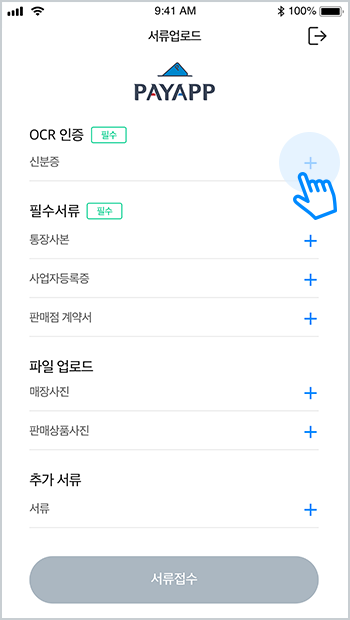 9:41 AM
100%
서류업로드
PAYAPP
OCR 인증 필수
신분증
필수서류 필수
통장사본
사업자등록증
판매점 계약서
파일 업로드
매장사진
판매상품사진
추가 서류
서류
서류접수